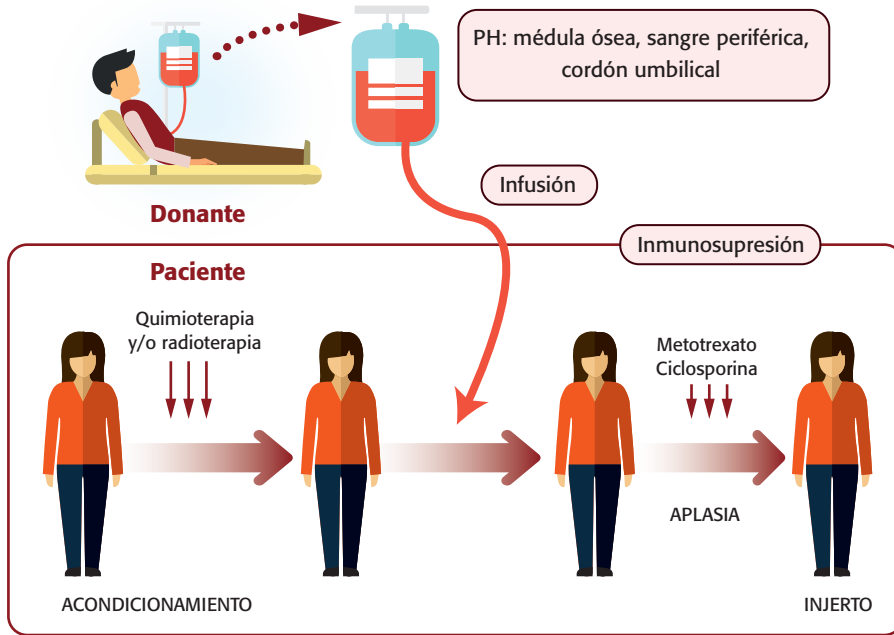 PH: médula ósea, sangre periférica,
cordón umbilical
Infusión
Donante
Inmunosupresión
Paciente
Quimioterapia
y/o radioterapia
Metotrexato
Ciclosporina
APLASIA
ACONDICIONAMIENTO
INJERTO